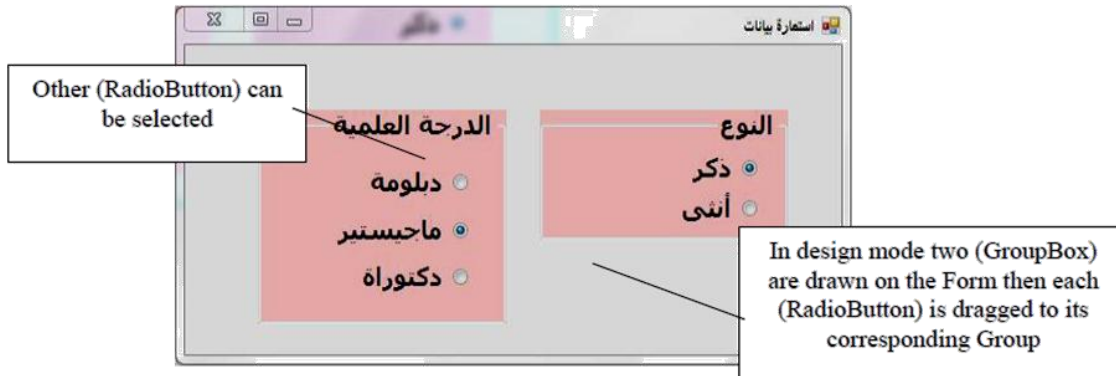 استمارة بيانات
ذكر
Other (RadioButton) can
be selected
النوع
ذكر
أنثى
الدرجة العلمية
دبلومة
ماجيستير
دكتوراة
In design mode two (GroupBox)
are drawn on the Form then each
(RadioButton) is dragged to its
corresponding Group